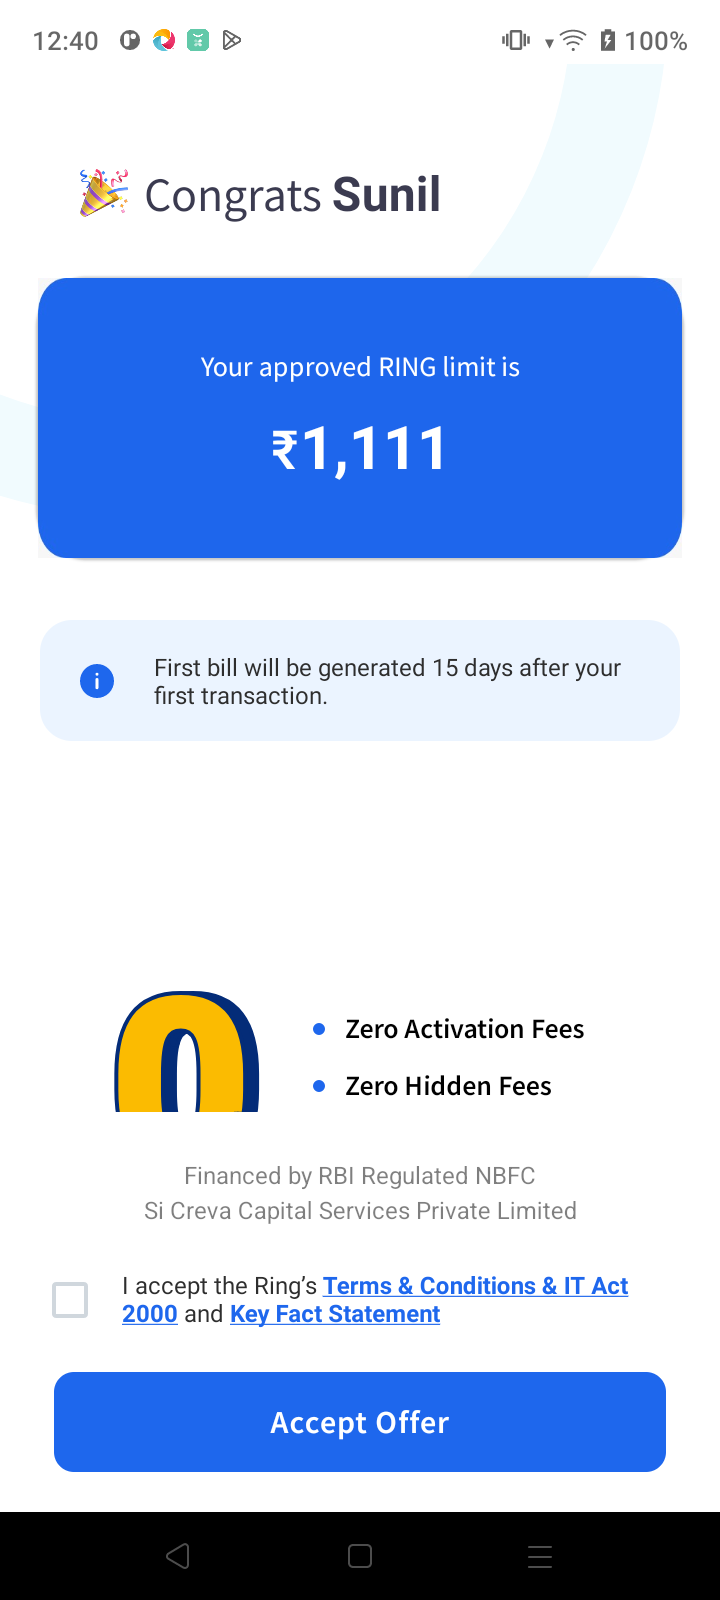 12:40
100%
Congrats Sunil
Your approved RING limit is
₹1,111
First bill will be generated 15 days after your
first transaction.
0
Zero Activation Fees
Zero Hidden Fees
Financed by RBI Regulated NBFC
Si Creva Capital Services Private Limited
I accept the Ring’s Terms & Conditions & IT Act
2000 and Key Fact Statement
Accept Offer